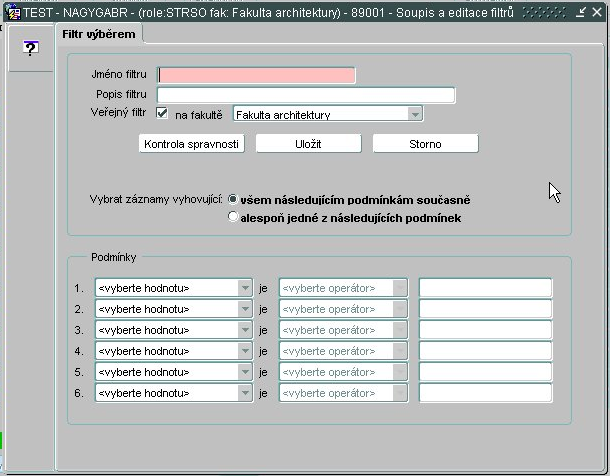 TEST - NAGYGABR - (role:STRSO fak: Fakulta architektury) - 89001 - Soupis a editace filtrů
?
Filtr výběrem
Jméno filtru
Popis filtru
Veřejný filtr na fakultě Fakulta architektury
Kontrola spravnosti Uložit Storno
Vybrat záznamy vyhovující: všem následujícím podmínkám současně
alespoň jedné z následujících podmínek
Podmínky
1. <vyberte hodnotu> je <vyberte operátor>
2. <vyberte hodnotu> je <vyberte operátor>
3. <vyberte hodnotu> je <vyberte operátor>
4. <vyberte hodnotu> je <vyberte operátor>
5. <vyberte hodnotu> je <vyberte operátor>
6. <vyberte hodnotu> je <vyberte operátor>